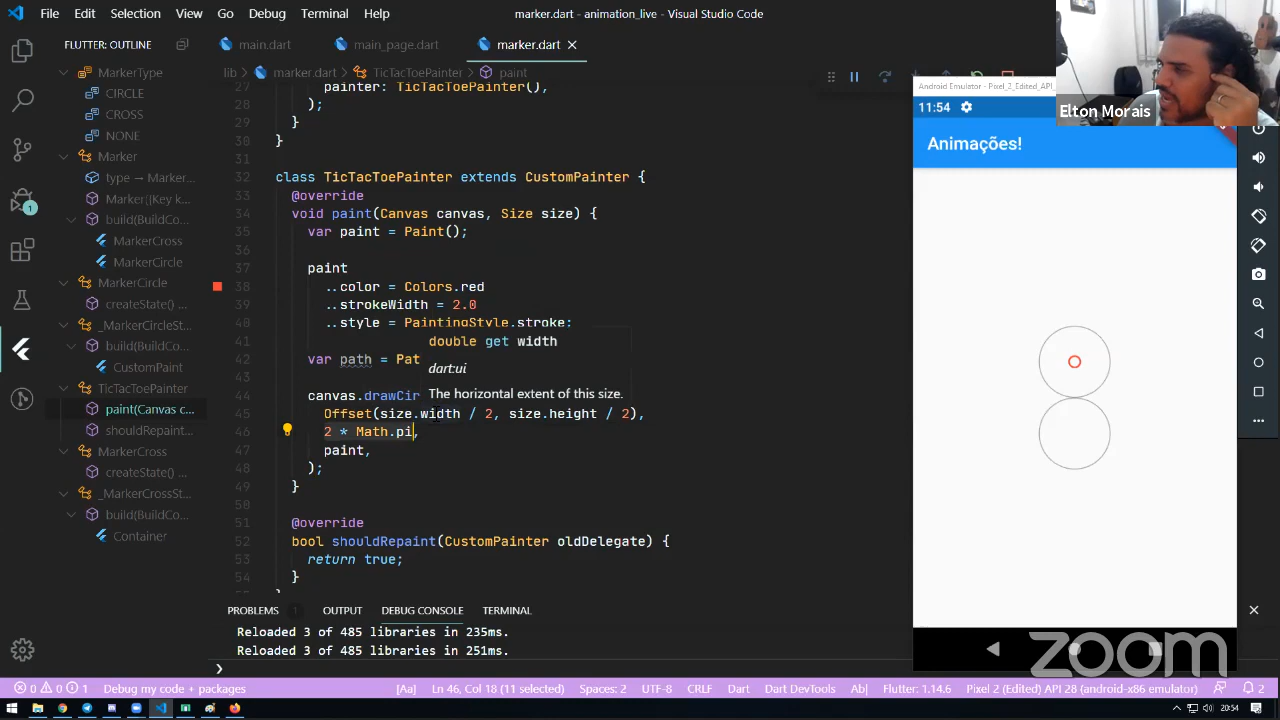 File Edit Selection View Go Debug Terminal Help
marker.dart - animation_live - Visual Studio Code
FLUTTER: OUTLINE
main.dart
main_page.dart
marker.dart
lib > marker.dart > TicTacToePainter > paint
MarkerType
CIRCLE
CROSS
NONE
Marker
type → Marker...
Marker({Key k...
build(BuildCo...
MarkerCross
MarkerCircle
MarkerCircle
createState() ...
_MarkerCircleSt...
build(BuildCo...
CustomPaint
TicTacToePainter
paint(Canvas c...
shouldRepaint...
MarkerCross
createState() ...
_MarkerCrossSt...
build(BuildCo...
Container
27 painter: TicTacToePainter(),
28 );
29 }
30 }
31
32 class TicTacToePainter extends CustomPainter {
33 @override
34 void paint(Canvas canvas, Size size) {
35 var paint = Paint();
36
37 paint
38 ..color = Colors.red
39 ..strokeWidth = 2.0
40 ..style = PaintingStyle.stroke;
41
42 var path = Pat
43
44 canvas.drawCir
45 Offset(size.width / 2, size.height / 2),
46 2 * Math.pi,
47 paint,
48 );
49 }
50
51 @override
52 bool shouldRepaint(CustomPainter oldDelegate) {
53 return true;
54 }
double get width
dart:ui
The horizontal extent of this size.
PROBLEMS 1 OUTPUT DEBUG CONSOLE TERMINAL
Reloaded 3 of 485 libraries in 235ms.
Reloaded 3 of 485 libraries in 251ms.
Android Emulator - Pixel_2_Edited_API_
11:54
Animações!
Elton Morais
zoom
1
0 0 1 Debug my code + packages
[Aa] Ln 46, Col 18 (11 selected) Spaces: 2 UTF-8 CRLF Dart Dart DevTools Ab| Flutter: 1.14.6 Pixel 2 (Edited) API 28 (android-x86 emulator) 2
20:54